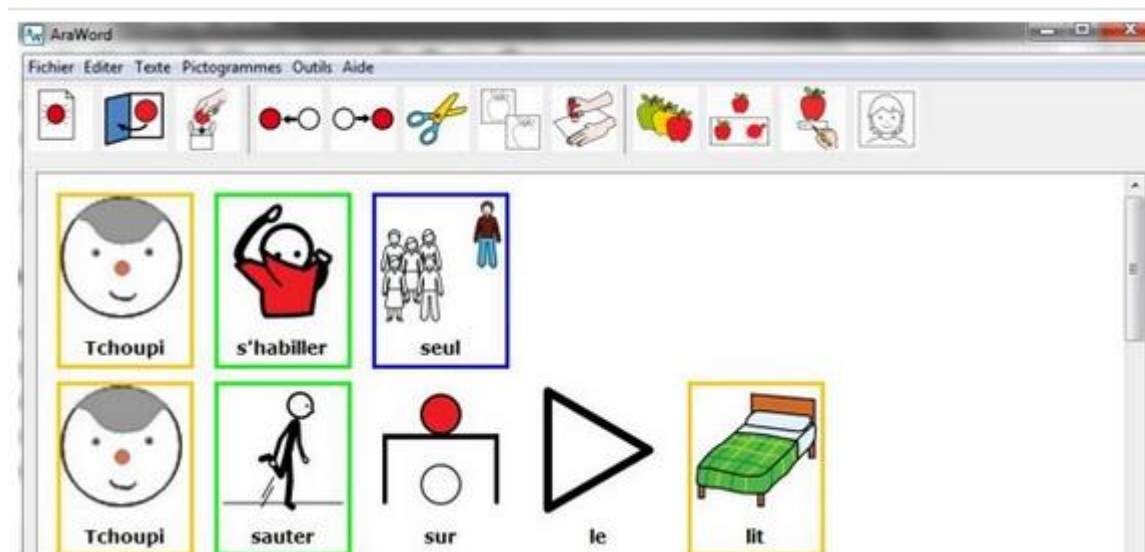 AraWord
Fichier Editer Texte Pictogrammes Outils Aide
Tchoupi s'habiller seul
Tchoupi sauter sur le lit